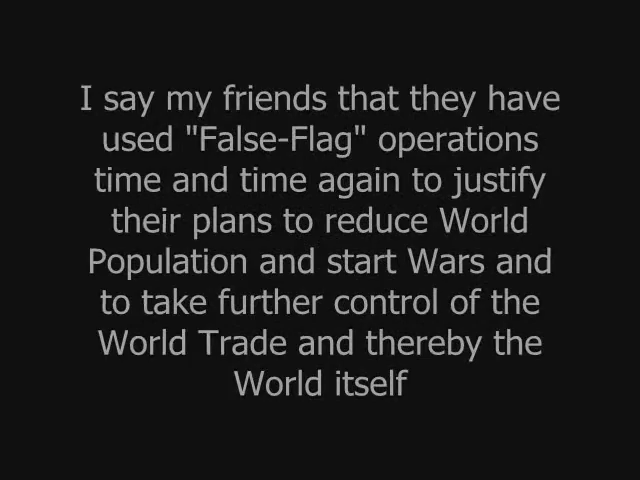 I say my friends that they have
used "False-Flag" operations
time and time again to justify
their plans to reduce World
Population and start Wars and
to take further control of the
World Trade and thereby the
World itself